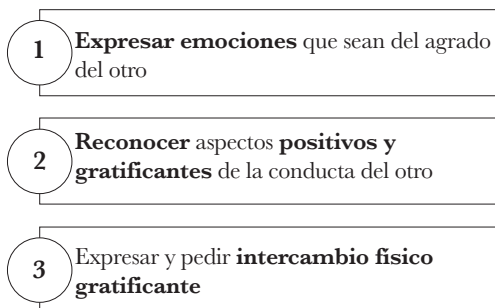 1
Expresar emociones que sean del agrado
del otro
2
Reconocer aspectos positivos y
gratificantes de la conducta del otro
3
Expresar y pedir intercambio físico
gratificante